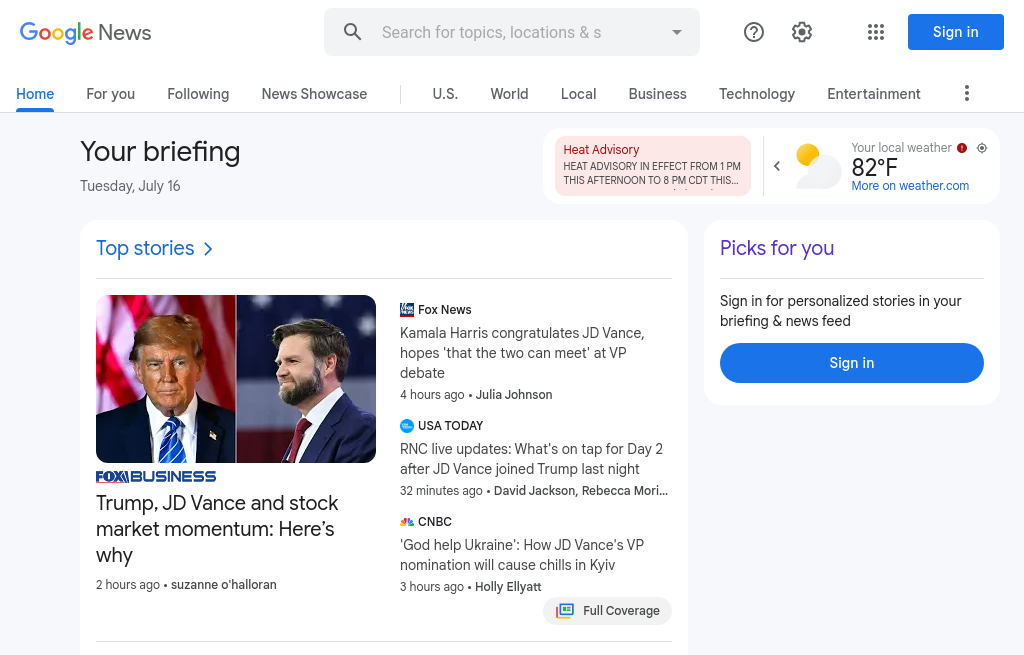 Google News
Search for topics, locations & s
Sign in
Home
For you
Following
News Showcase
U.S.
World
Local
Business
Technology
Entertainment
Your briefing
Tuesday, July 16
Heat Advisory
HEAT ADVISORY IN EFFECT FROM 1 PM
THIS AFTERNOON TO 8 PM CDT THIS...
Your local weather
82°F
More on weather.com
Top stories
FOX BUSINESS
Trump, JD Vance and stock
market momentum: Here’s
why
2 hours ago • suzanne o'halloran
Fox News
Kamala Harris congratulates JD Vance,
hopes 'that the two can meet' at VP
debate
4 hours ago • Julia Johnson
USA TODAY
RNC live updates: What's on tap for Day 2
after JD Vance joined Trump last night
32 minutes ago • David Jackson, Rebecca Mori...
CNBC
'God help Ukraine': How JD Vance's VP
nomination will cause chills in Kyiv
3 hours ago • Holly Ellyatt
Full Coverage
Picks for you
Sign in for personalized stories in your
briefing & news feed
Sign in